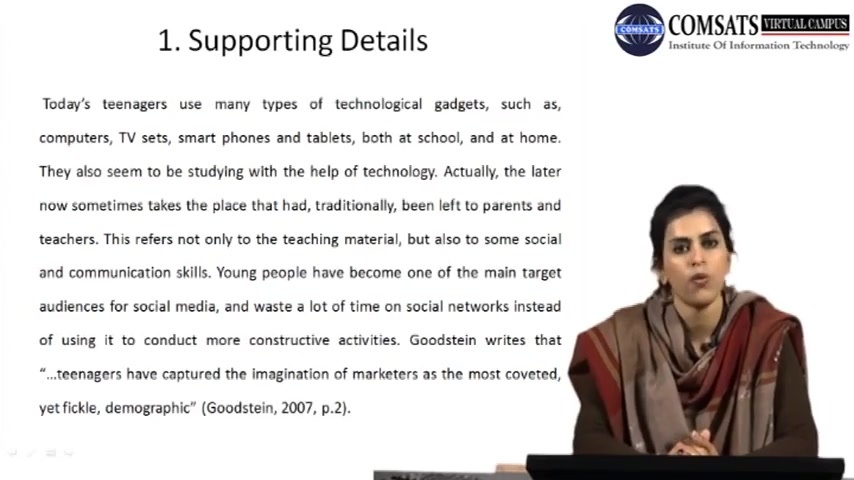 1. Supporting Details
COMSATS
COMSATS VIRTUAL CAMPUS
Institute Of Information Technology
Today's teenagers use many types of technological gadgets, such as,
computers, TV sets, smart phones and tablets, both at school, and at home.
They also seem to be studying with the help of technology. Actually, the later
now sometimes takes the place that had, traditionally, been left to parents and
teachers. This refers not only to the teaching material, but also to some social
and communication skills. Young people have become one of the main target
audiences for social media, and waste a lot of time on social networks instead
of using it to conduct more constructive activities. Goodstein writes that
“...teenagers have captured the imagination of marketers as the most coveted,
yet fickle, demographic” (Goodstein, 2007, p.2).